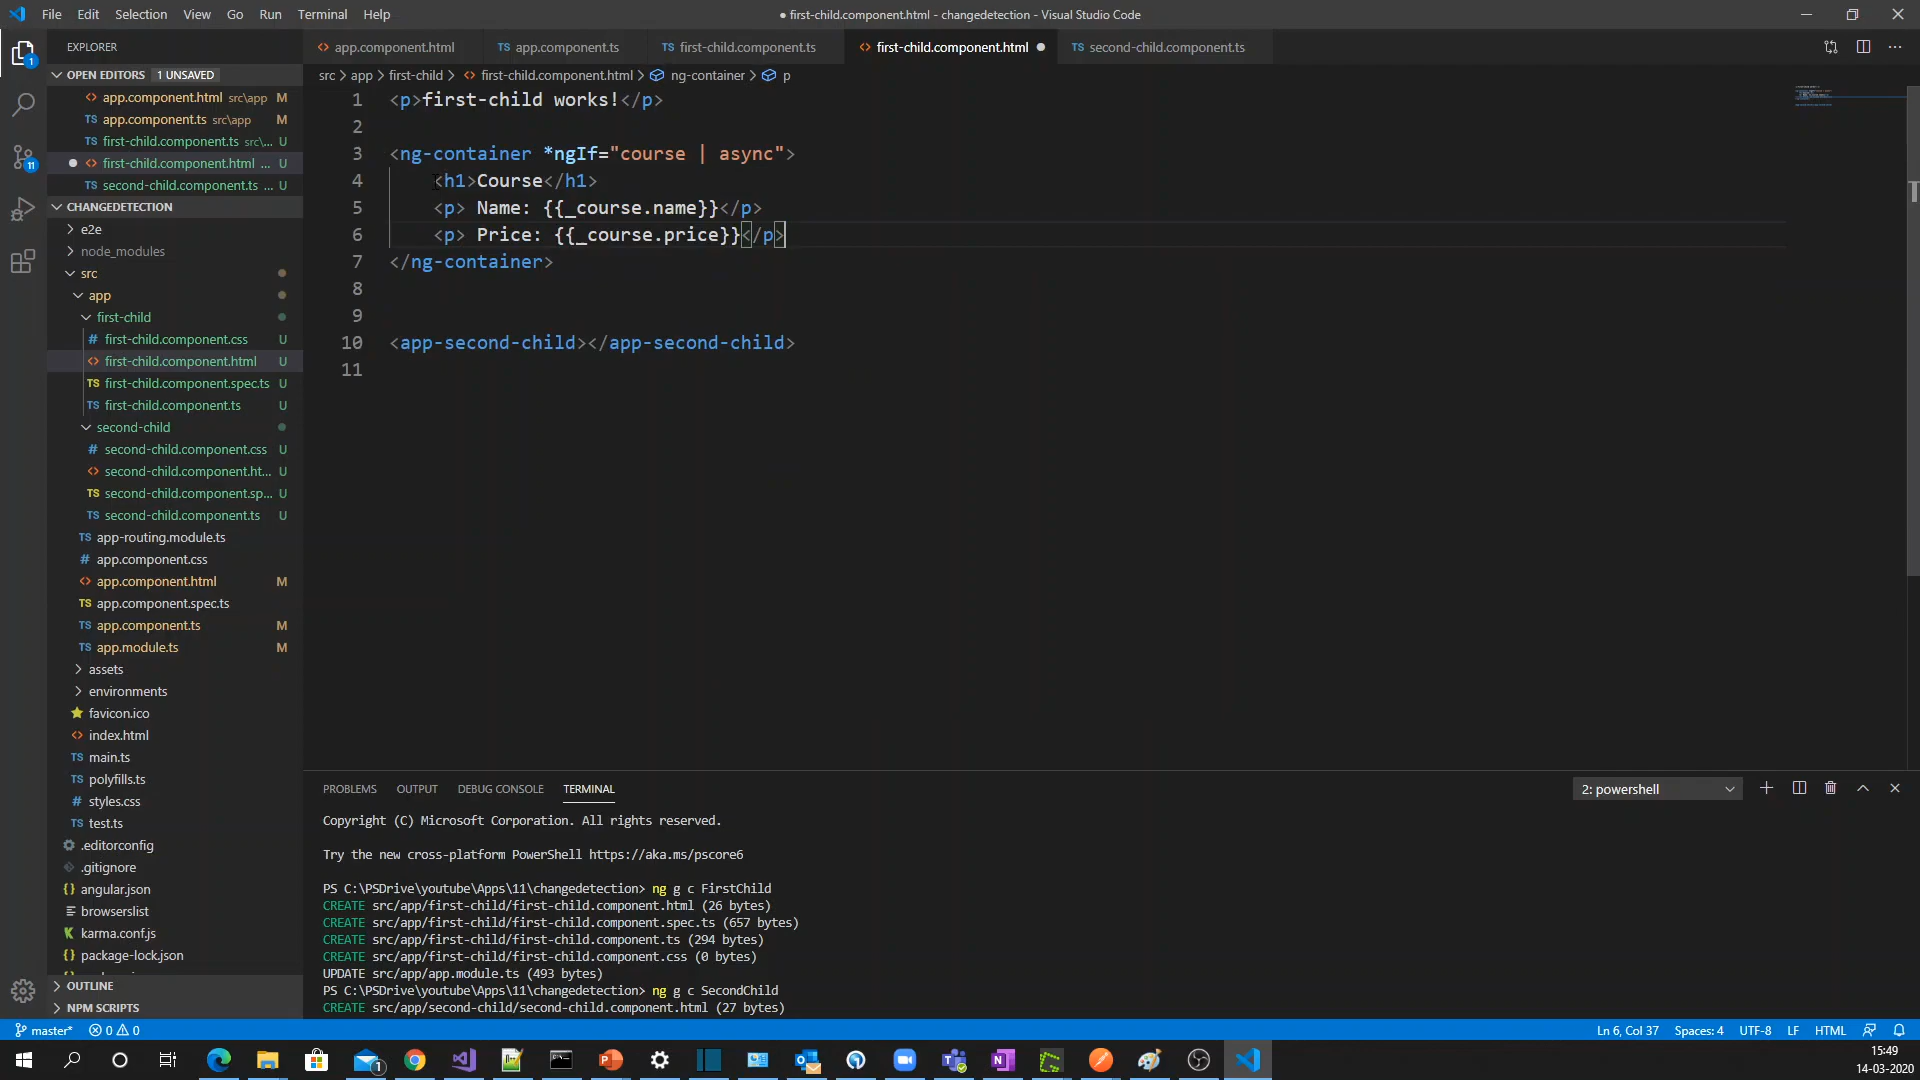 File Edit Selection View Go Run Terminal Help
● first-child.component.html - changedetection - Visual Studio Code
EXPLORER
app.component.html
app.component.ts
first-child.component.ts
first-child.component.html
second-child.component.ts
OPEN EDITORS 1 UNSAVED
app.component.html src\app M
app.component.ts src\app M
first-child.component.ts src\... U
first-child.component.html ... U
second-child.component.ts ... U
CHANGEDETECTION
e2e
node_modules
src
app
first-child
first-child.component.css U
first-child.component.html U
first-child.component.spec.ts U
first-child.component.ts U
second-child
second-child.component.css U
second-child.component.ht... U
second-child.component.sp... U
second-child.component.ts U
app-routing.module.ts
app.component.css
app.component.html M
app.component.spec.ts
app.component.ts M
app.module.ts M
assets
environments
favicon.ico
index.html
main.ts
polyfills.ts
styles.css
test.ts
.editorconfig
.gitignore
angular.json
browserslist
karma.conf.js
package-lock.json
OUTLINE
NPM SCRIPTS
src > app > first-child > first-child.component.html > ng-container > p
1 <p>first-child works!</p>
2
3 <ng-container *ngIf="course | async">
4 <h1>Course</h1>
5 <p> Name: {{_course.name}}</p>
6 <p> Price: {{_course.price}}</p>
7 </ng-container>
8
9
10 <app-second-child></app-second-child>
11
PROBLEMS OUTPUT DEBUG CONSOLE TERMINAL
2: powershell
Copyright (C) Microsoft Corporation. All rights reserved.
Try the new cross-platform PowerShell https://aka.ms/pscore6
PS C:\PSDrive\youtube\Apps\11\changedetection> ng g c FirstChild
CREATE src/app/first-child/first-child.component.html (26 bytes)
CREATE src/app/first-child/first-child.component.spec.ts (657 bytes)
CREATE src/app/first-child/first-child.component.ts (294 bytes)
CREATE src/app/first-child/first-child.component.css (0 bytes)
UPDATE src/app/app.module.ts (493 bytes)
PS C:\PSDrive\youtube\Apps\11\changedetection> ng g c SecondChild
CREATE src/app/second-child/second-child.component.html (27 bytes)
master* 0 0
Ln 6, Col 37 Spaces: 4 UTF-8 LF HTML
15:49
14-03-2020